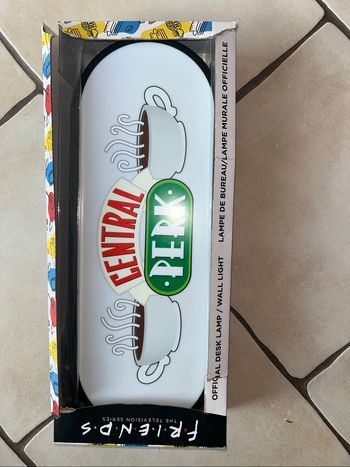 CENTRAL
PERK
OFFICIAL DESK LAMP / WALL LIGHT
LAMPE DE BUREAU/LAMPE MURALE OFFICIELLE
F·R·I·E·N·D·S
THE TELEVISION SERIES